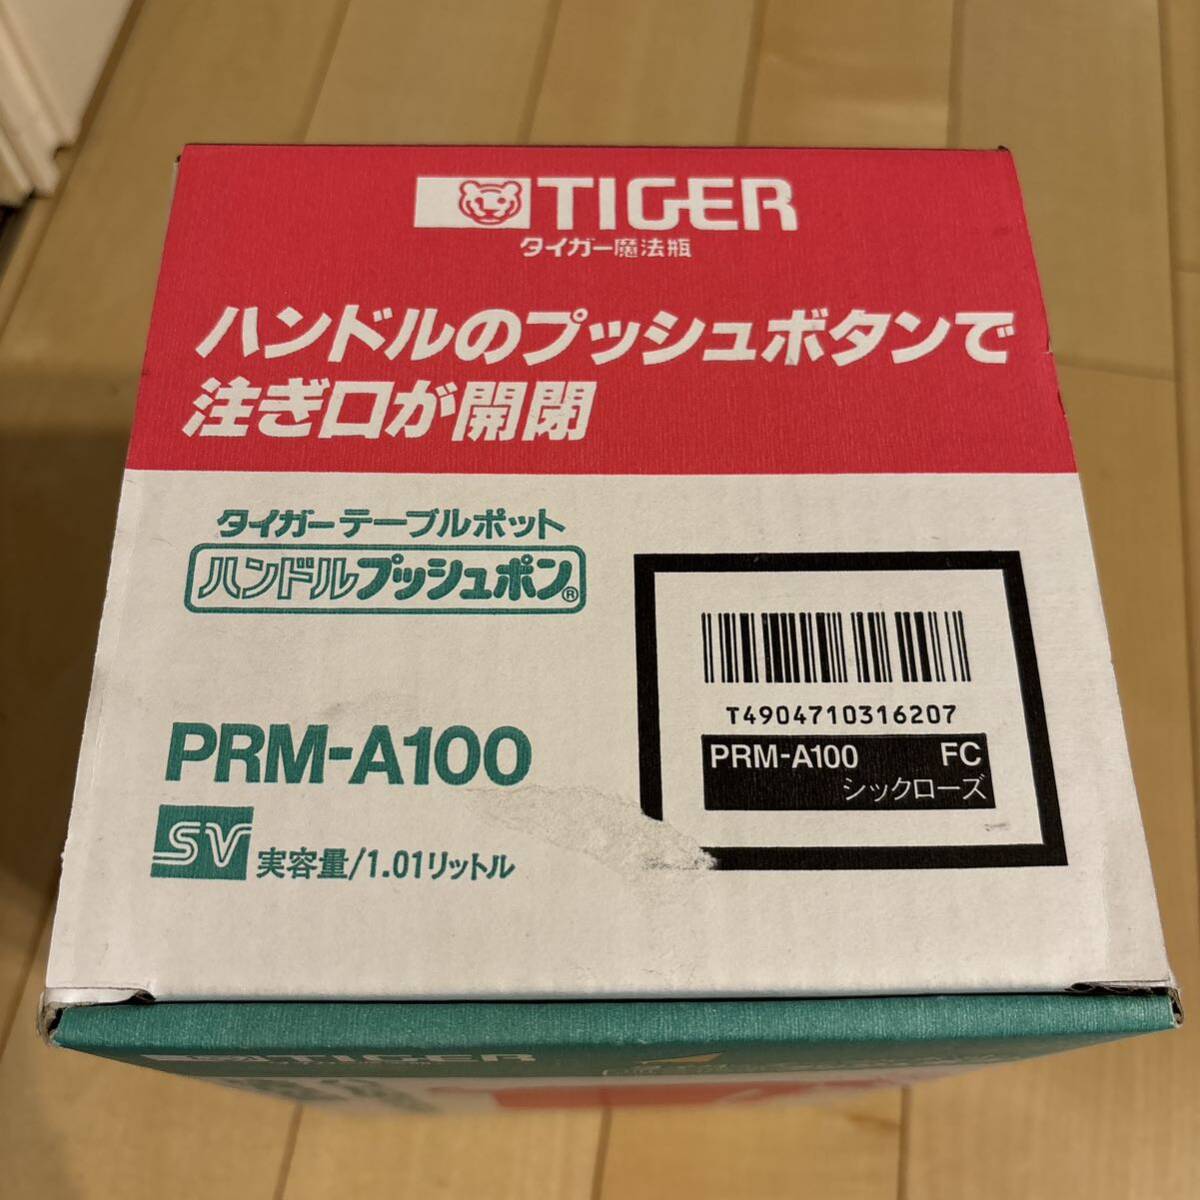 TIGER
タイガー魔法瓶
ハンドルのプッシュボタンで
注ぎ口が開閉
タイガーテーブルポット
ハンドルプッシュポン®
PRM-A100
SV 実容量/1.01リットル
T4904710316207
PRM-A100 FC
シックローズ
TIGER